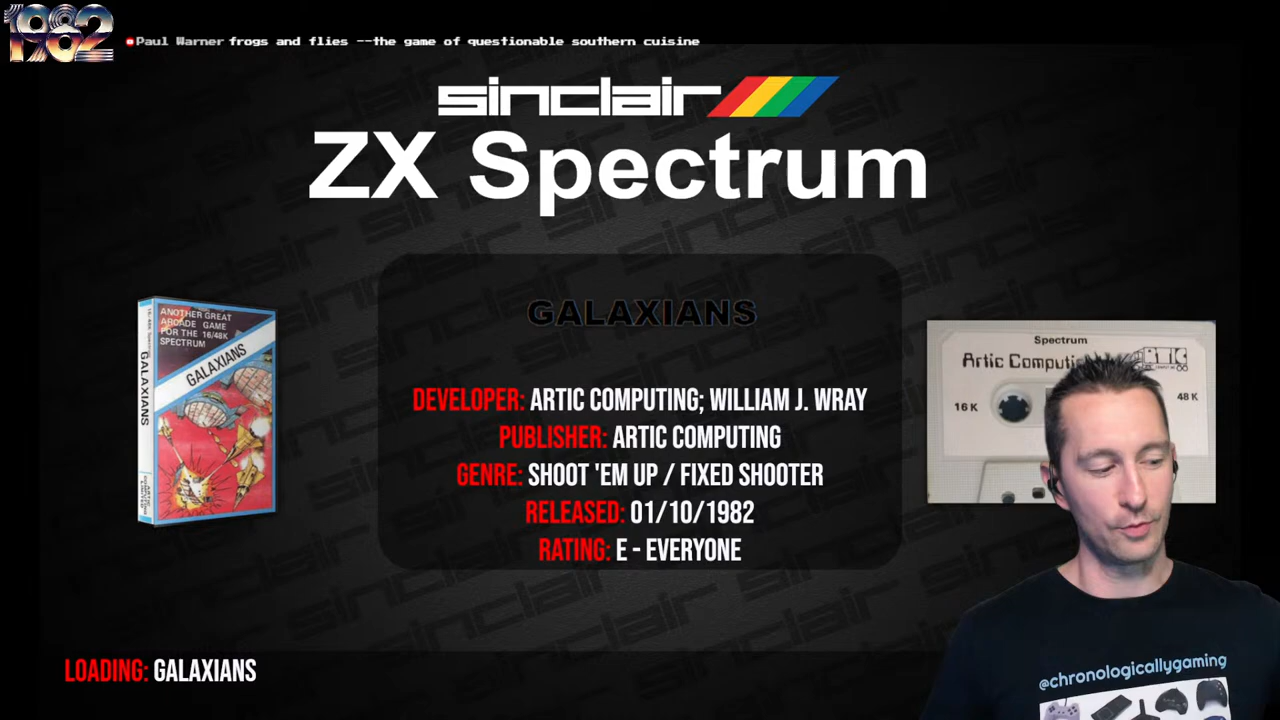 1982
Paul Warner frogs and flies --the game of questionable southern cuisine
sinclair
ZX Spectrum
ANOTHER GREAT
ARCADE GAME
FOR THE 16/48K
SPECTRUM
GALAXIANS
GALAXIANS
GALAXIANS
DEVELOPER: ARTIC COMPUTING; WILLIAM J. WRAY
PUBLISHER: ARTIC COMPUTING
GENRE: SHOOT 'EM UP / FIXED SHOOTER
RELEASED: 01/10/1982
RATING: E - EVERYONE
Spectrum
Artic
16 K
48 K
LOADING: GALAXIANS
@chronologicallygaming